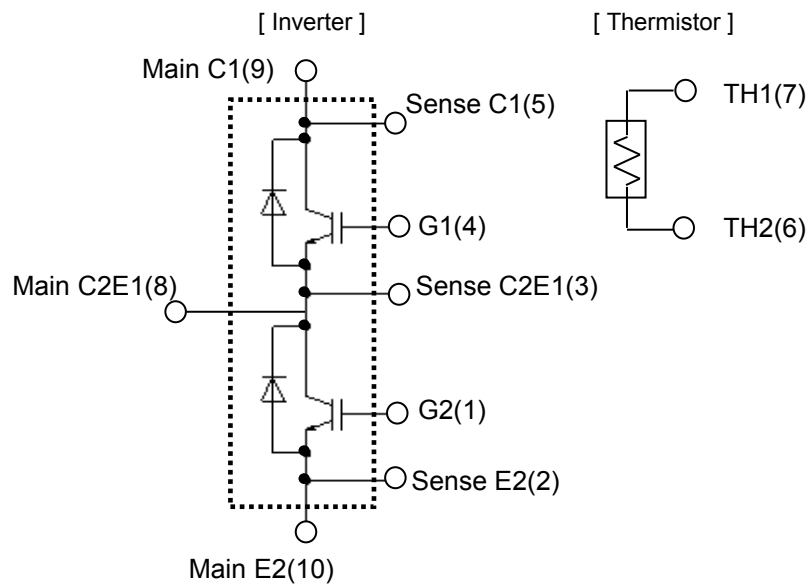 [ Inverter ]
[ Thermistor ]
Main C1(9)
Sense C1(5)
TH1(7)
G1(4)
TH2(6)
Main C2E1(8)
Sense C2E1(3)
G2(1)
Sense E2(2)
Main E2(10)